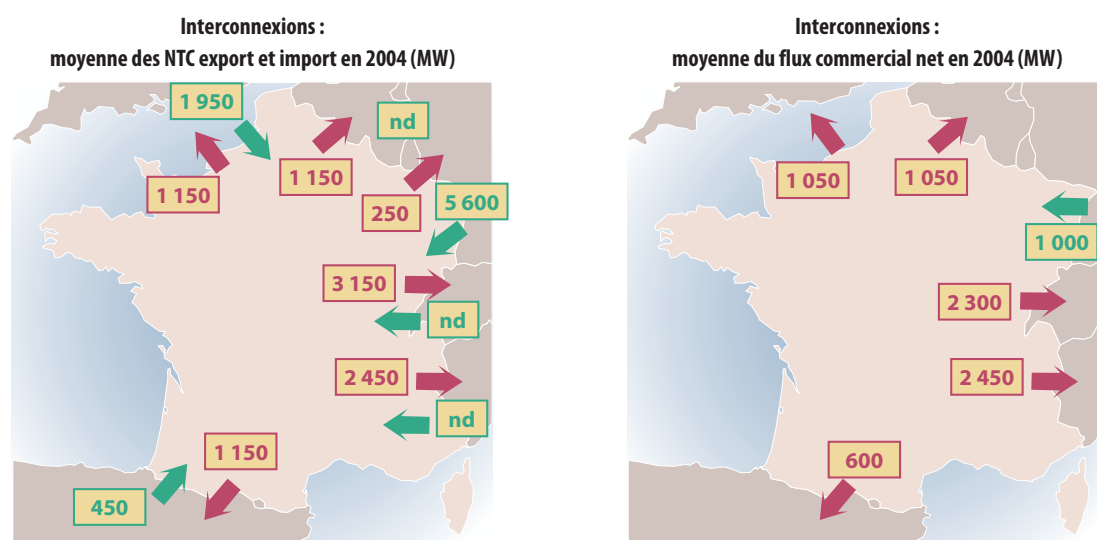 Interconnexions :
moyenne des NTC export et import en 2004 (MW)
1 950
nd
1 150
1 150
250
5 600
3 150
nd
2 450
nd
1 150
450
Interconnexions :
moyenne du flux commercial net en 2004 (MW)
1 050
1 050
1 000
2 300
2 450
600